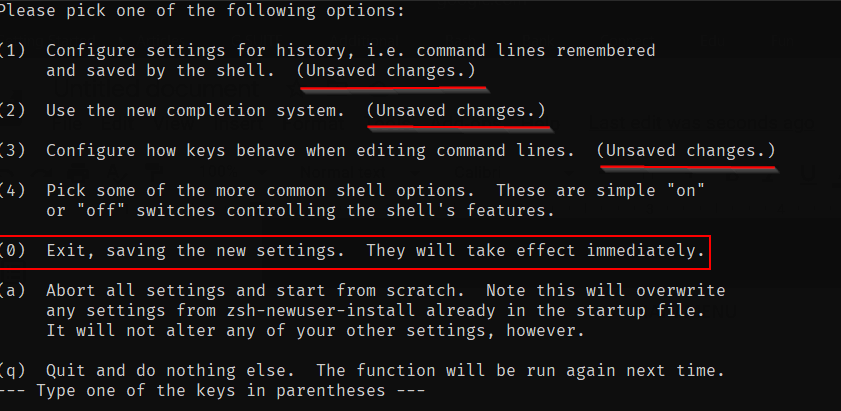 Please pick one of the following options:
(1)  Configure settings for history, i.e. command lines remembered
and saved by the shell.  (Unsaved changes.)
(2)  Use the new completion system.  (Unsaved changes.)
(3)  Configure how keys behave when editing command lines.  (Unsaved changes.)
(4)  Pick some of the more common shell options.  These are simple "on"
or "off" switches controlling the shell's features.
(0)  Exit, saving the new settings.  They will take effect immediately.
(a)  Abort all settings and start from scratch.  Note this will overwrite
any settings from zsh-newuser-install already in the startup file.
It will not alter any of your other settings, however.
(q)  Quit and do nothing else.  The function will be run again next time.
--- Type one of the keys in parentheses ---